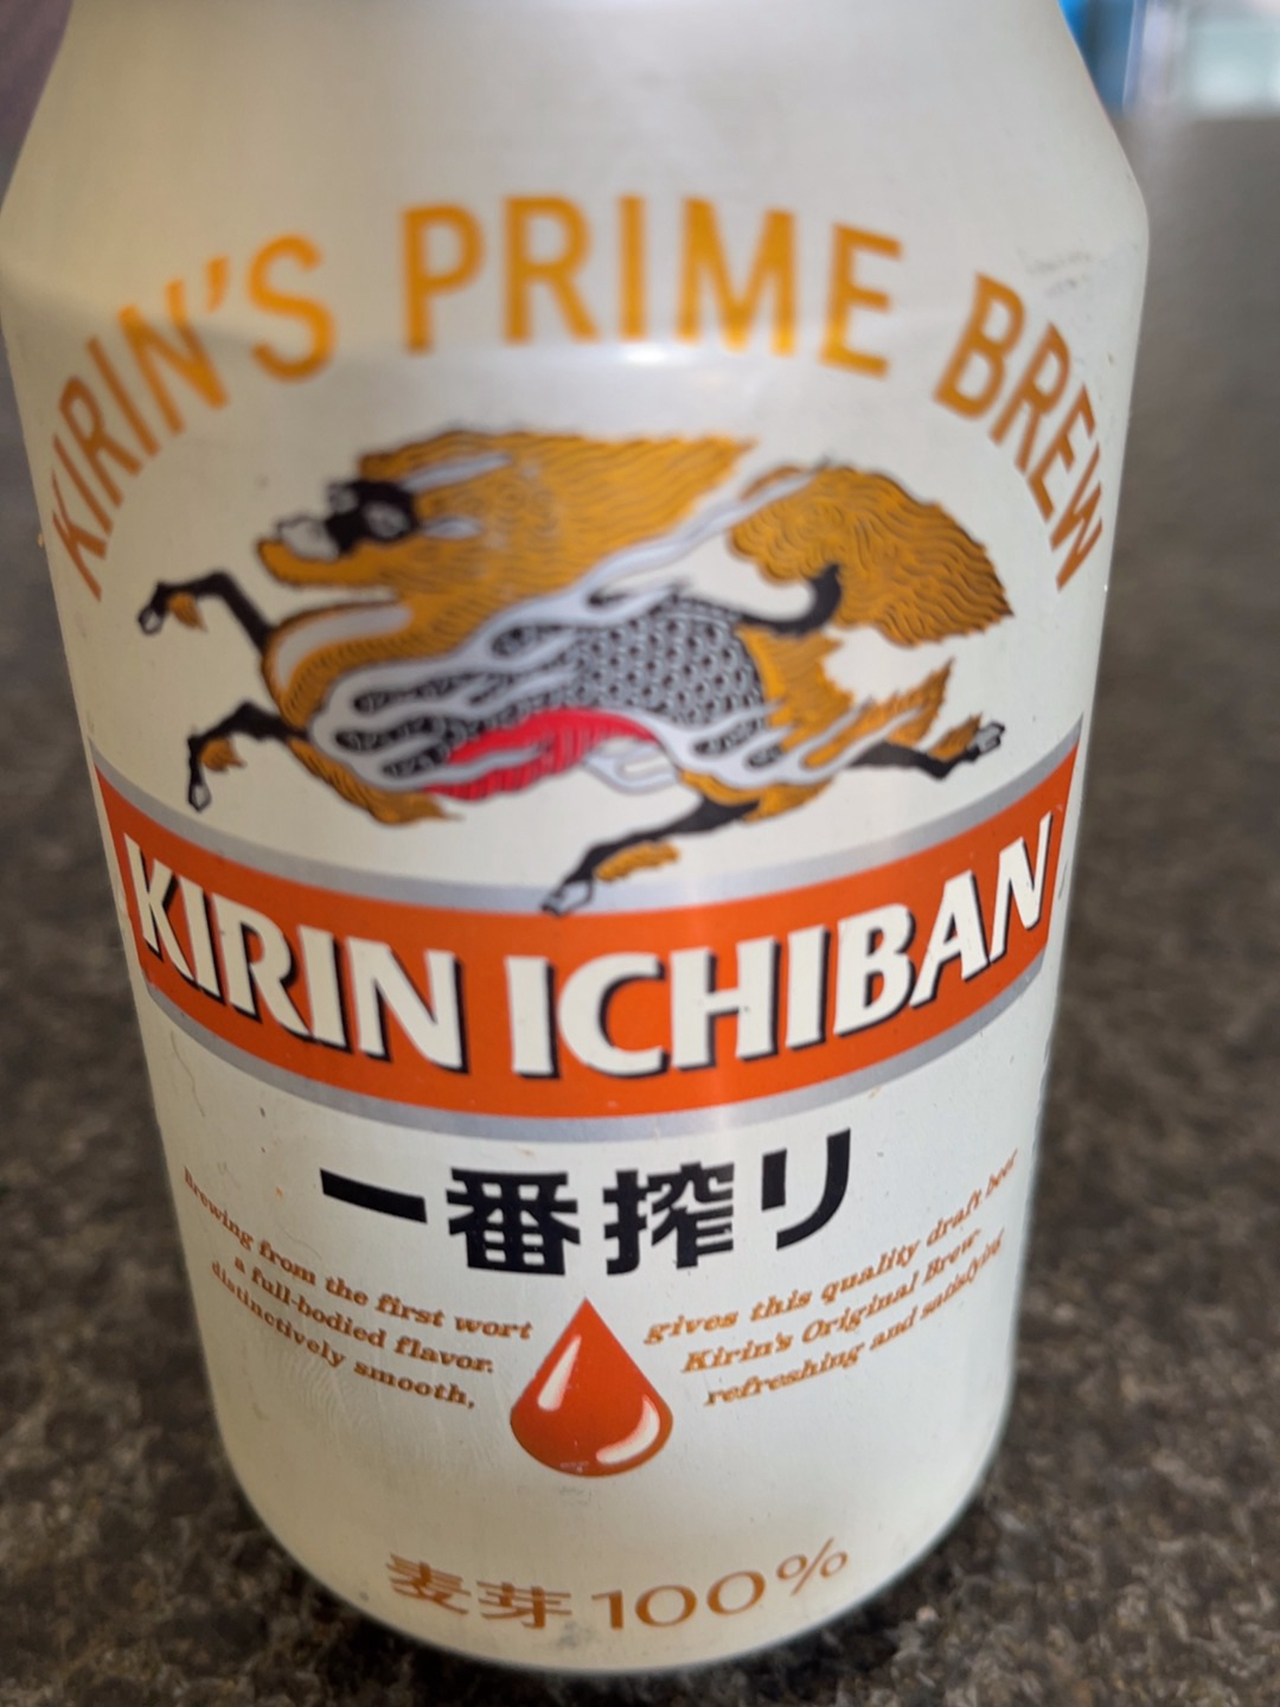 KIRIN'S PRIME BREW
KIRIN ICHIBAN
一番搾り
Brewing from the first wort gives this quality draft beer
a full-bodied flavor. Kirin's Original Brew
distinctively smooth, refreshing and satisfying
麦芽100%